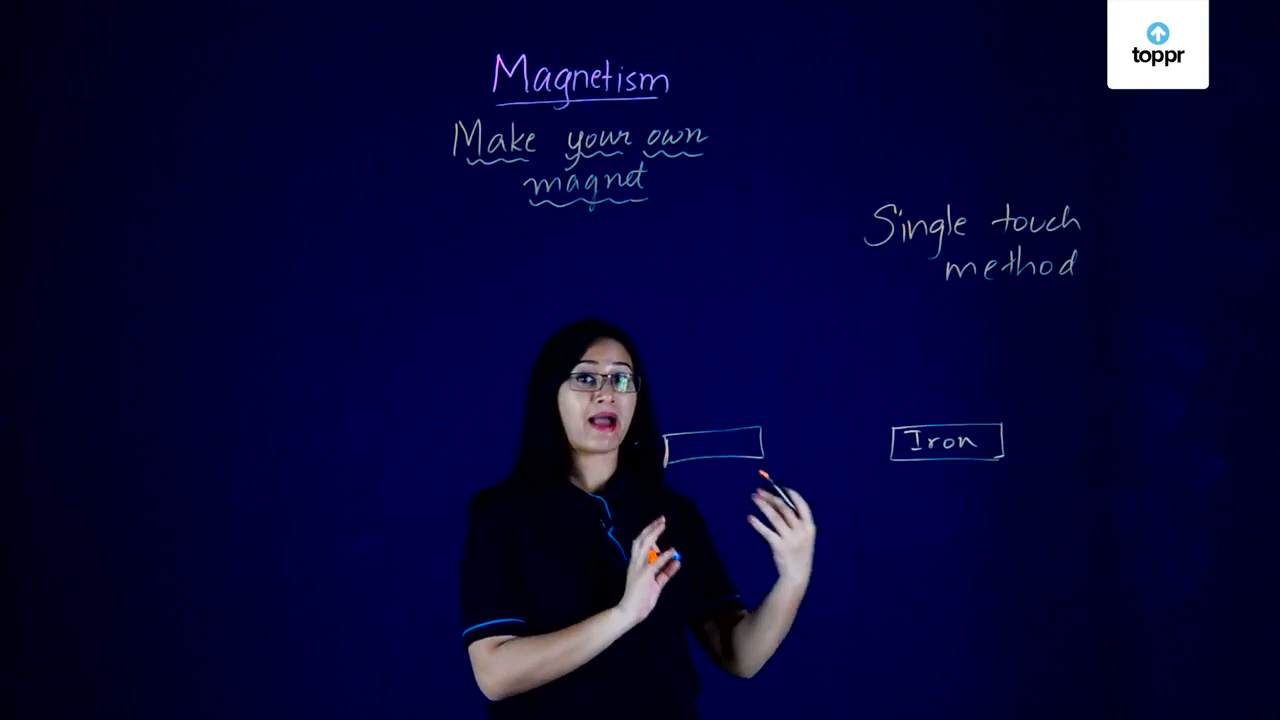 toppr
Magnetism
Make your own
magnet
Single touch
method
Iron